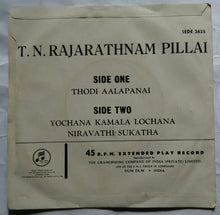 SEDE 3635
T. N. RAJARATHNAM PILLAI
SIDE ONE
THODI AALAPANAI
SIDE TWO
YOCHANA KAMALA LOCHANA
NIRAVATHI SUKATHA
45 R.P.M. EXTENDED PLAY RECORD
THE GRAMOPHONE COMPANY OF INDIA (PRIVATE) LIMITED
DUM DUM • INDIA